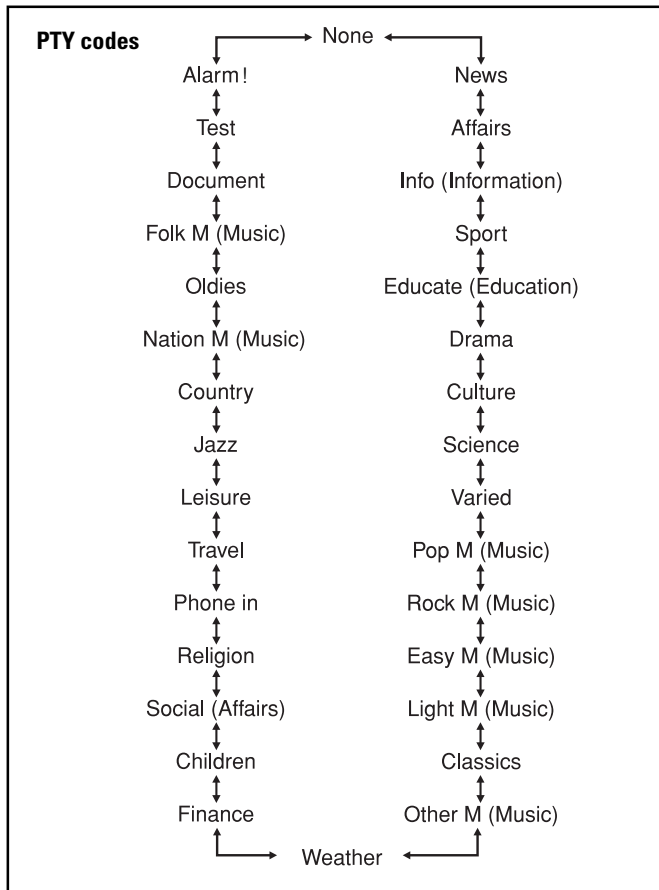 PTY codes
None
Alarm!
News
Test
Affairs
Document
Info (Information)
Folk M (Music)
Sport
Oldies
Educate (Education)
Nation M (Music)
Drama
Country
Culture
Jazz
Science
Leisure
Varied
Travel
Pop M (Music)
Phone in
Rock M (Music)
Religion
Easy M (Music)
Social (Affairs)
Light M (Music)
Children
Classics
Finance
Other M (Music)
Weather